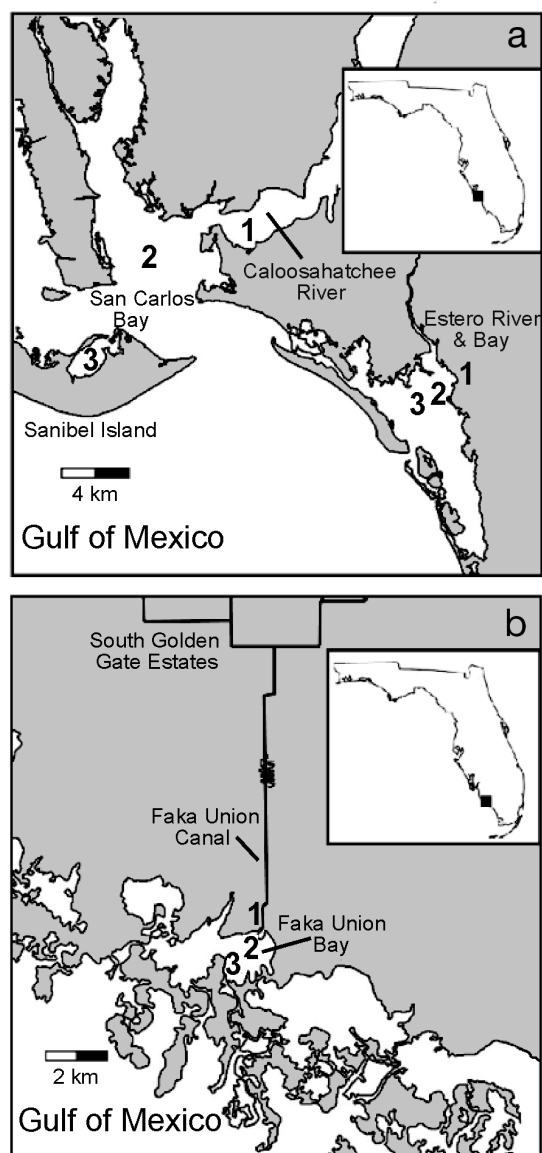 a
1
Caloosahatchee
River
2
San Carlos
Bay
3
Sanibel Island
Estero River
& Bay
1
2
3
4 km
Gulf of Mexico
b
South Golden
Gate Estates
Faka Union
Canal
1
Faka Union
Bay
2
3
2 km
Gulf of Mexico